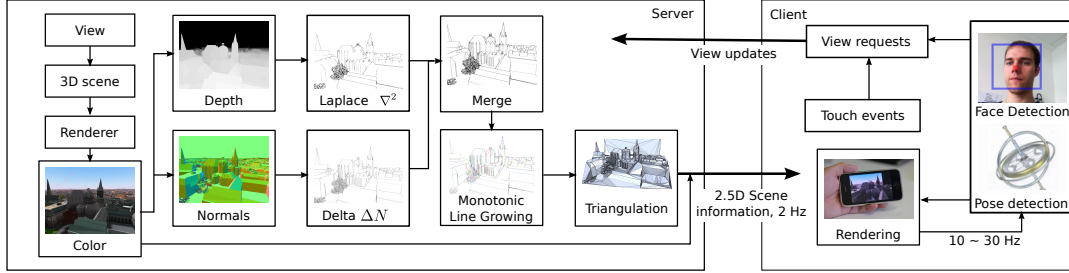 Server
Client
View
3D scene
Renderer
Color
Depth
Normals
Laplace ∇²
Delta ΔN
Merge
Monotonic
Line Growing
Triangulation
View updates
2.5D Scene
information, 2 Hz
View requests
Touch events
Face Detection
Pose detection
Rendering
10 ~ 30 Hz